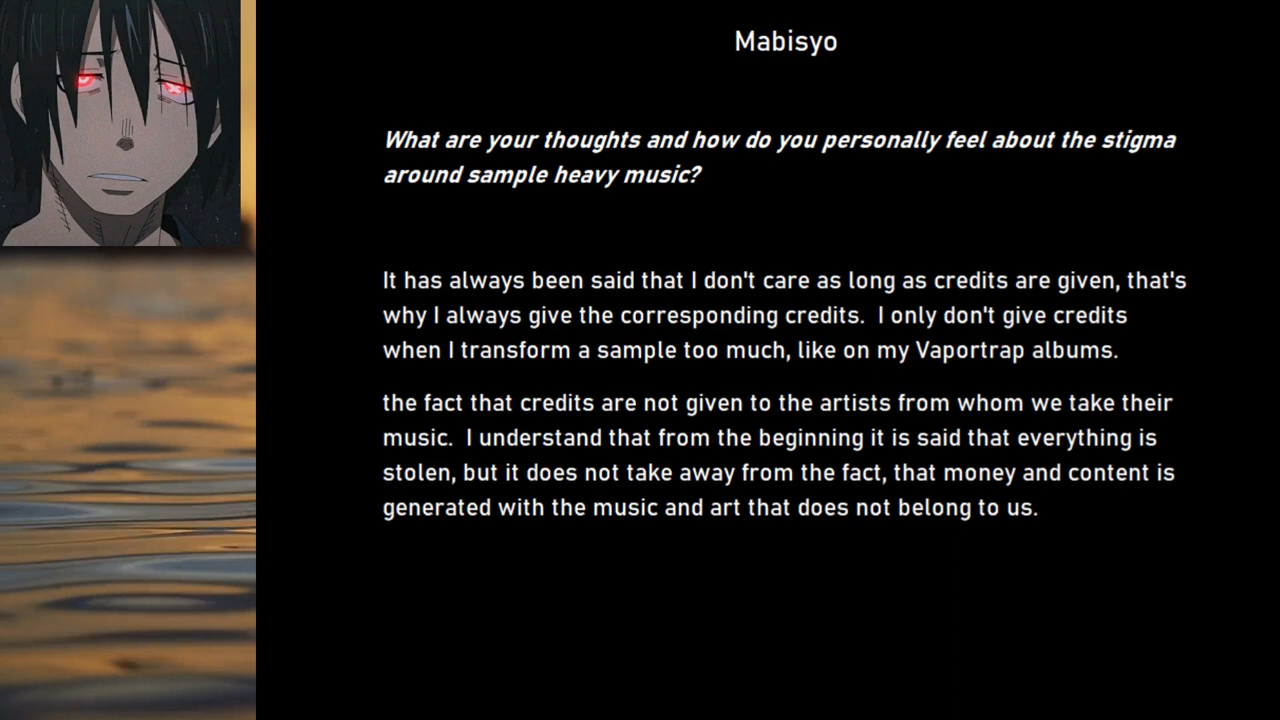 Mabisyo
What are your thoughts and how do you personally feel about the stigma
around sample heavy music?
It has always been said that I don't care as long as credits are given, that's
why I always give the corresponding credits.  I only don't give credits
when I transform a sample too much, like on my Vaportrap albums.
the fact that credits are not given to the artists from whom we take their
music.  I understand that from the beginning it is said that everything is
stolen, but it does not take away from the fact, that money and content is
generated with the music and art that does not belong to us.